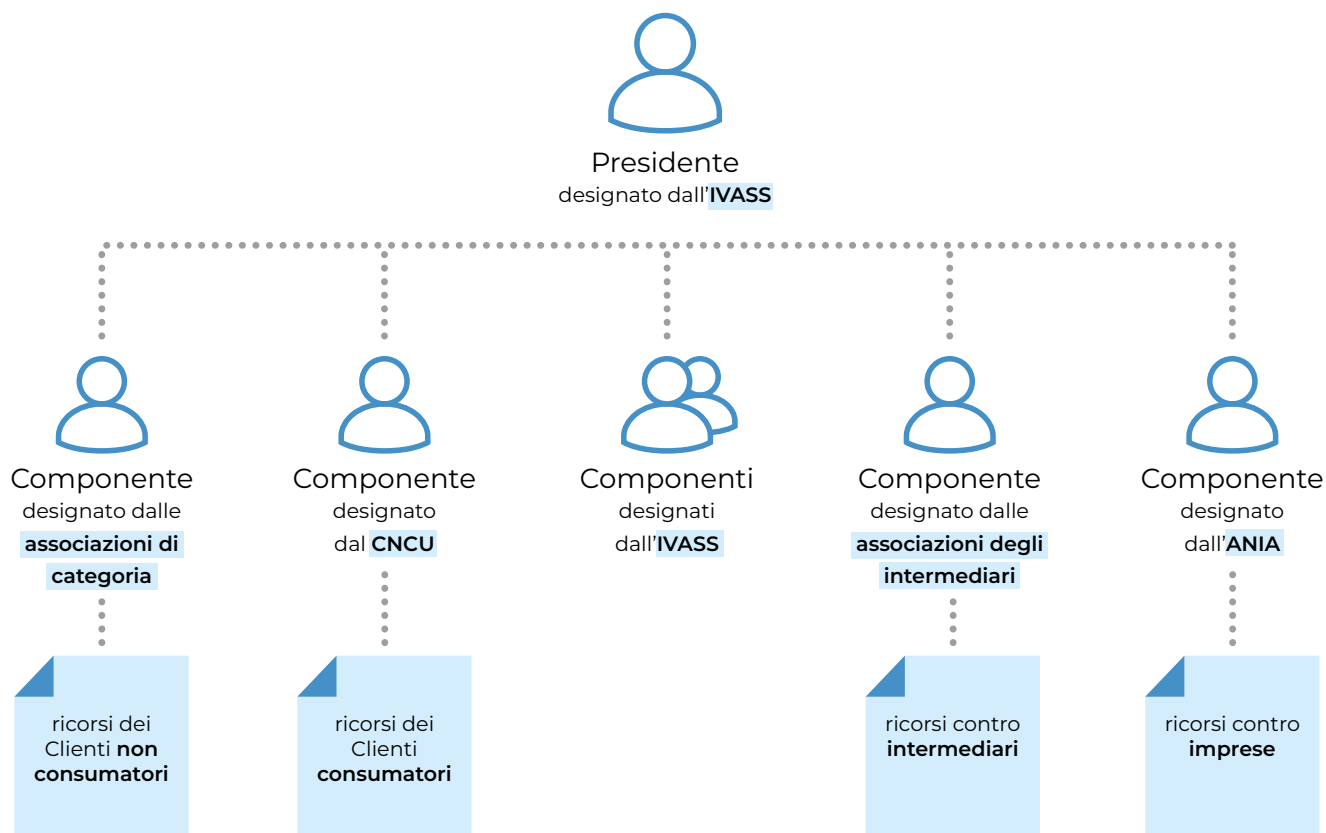 Presidente
designato dall'IVASS
Componente
designato dalle
associazioni di
categoria
Componente
designato
dal CNCU
Componenti
designati
dall'IVASS
Componente
designato dalle
associazioni degli
intermediari
Componente
designato
dall'ANIA
ricorsi dei
Clienti non
consumatori
ricorsi dei
Clienti
consumatori
ricorsi contro
intermediari
ricorsi contro
imprese